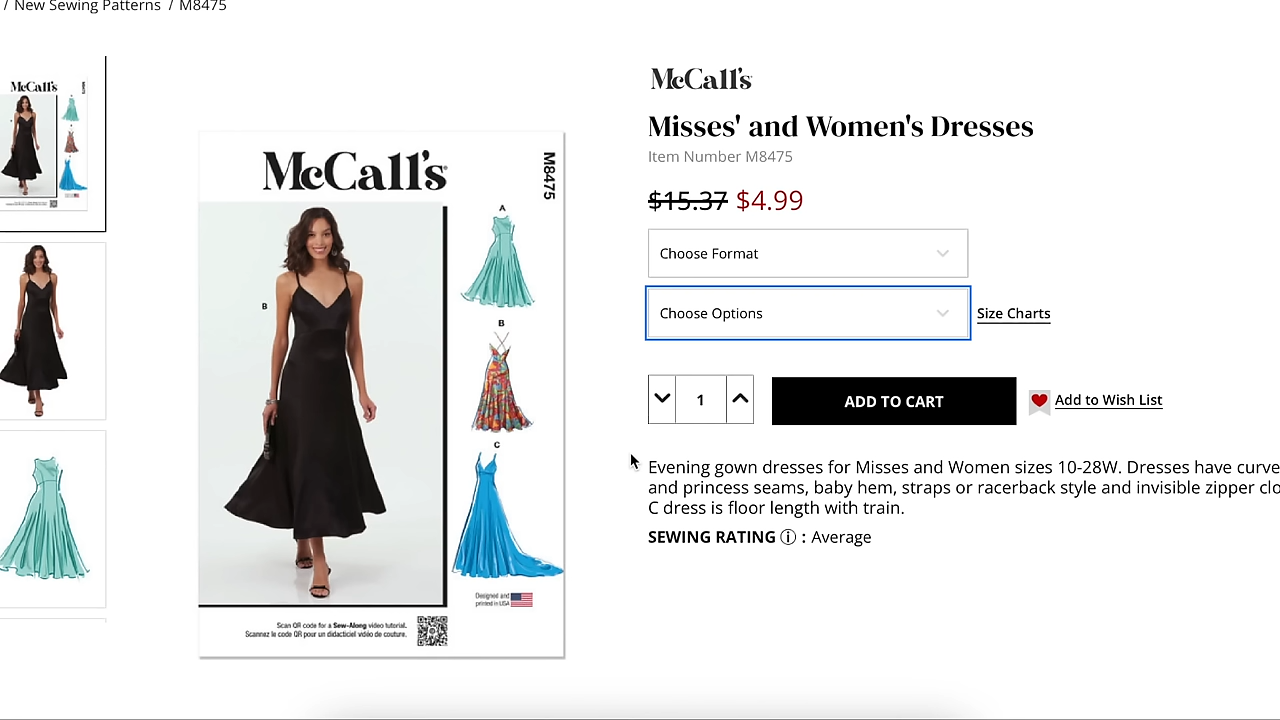 / New Sewing Patterns / M8475
McCall's
M8475
McCall's
Misses' and Women's Dresses
Item Number M8475
$15.37 $4.99
Choose Format
Choose Options
Size Charts
1
ADD TO CART
Add to Wish List
Evening gown dresses for Misses and Women sizes 10-28W. Dresses have curve
and princess seams, baby hem, straps or racerback style and invisible zipper clo
C dress is floor length with train.
SEWING RATING ⓘ : Average
McCall's
M8475
A
B
B
C
Designed and
printed in USA
Scan QR code for a Sew-Along video tutorial.
Scannez le code QR pour un didacticiel vidéo de couture.